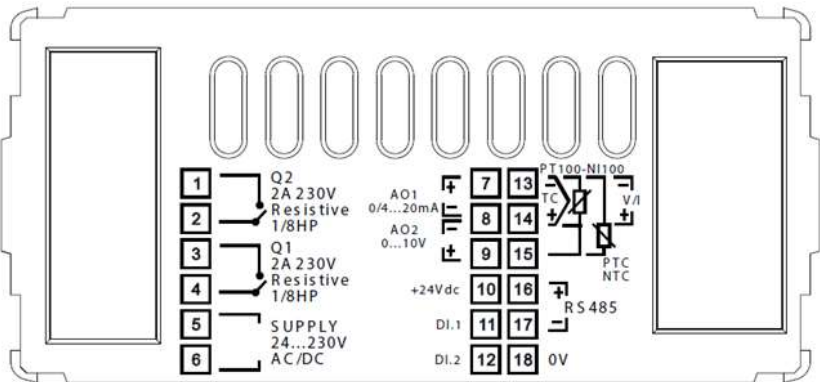 1
Q2
2A 230V
2
Resistive
1/8HP
3
Q1
2A 230V
4
Resistive
1/8HP
5
SUPPLY
24...230V
6
AC/DC
AO1
0/4...20mA
+
-
7
8
AO2
0...10V
-
+
9
+24Vdc
10
DI.1
11
DI.2
12
PT100-NI100
13
-
TC
14
+
-
V/I
+
15
PTC
NTC
16
+
RS485
17
-
18
0V